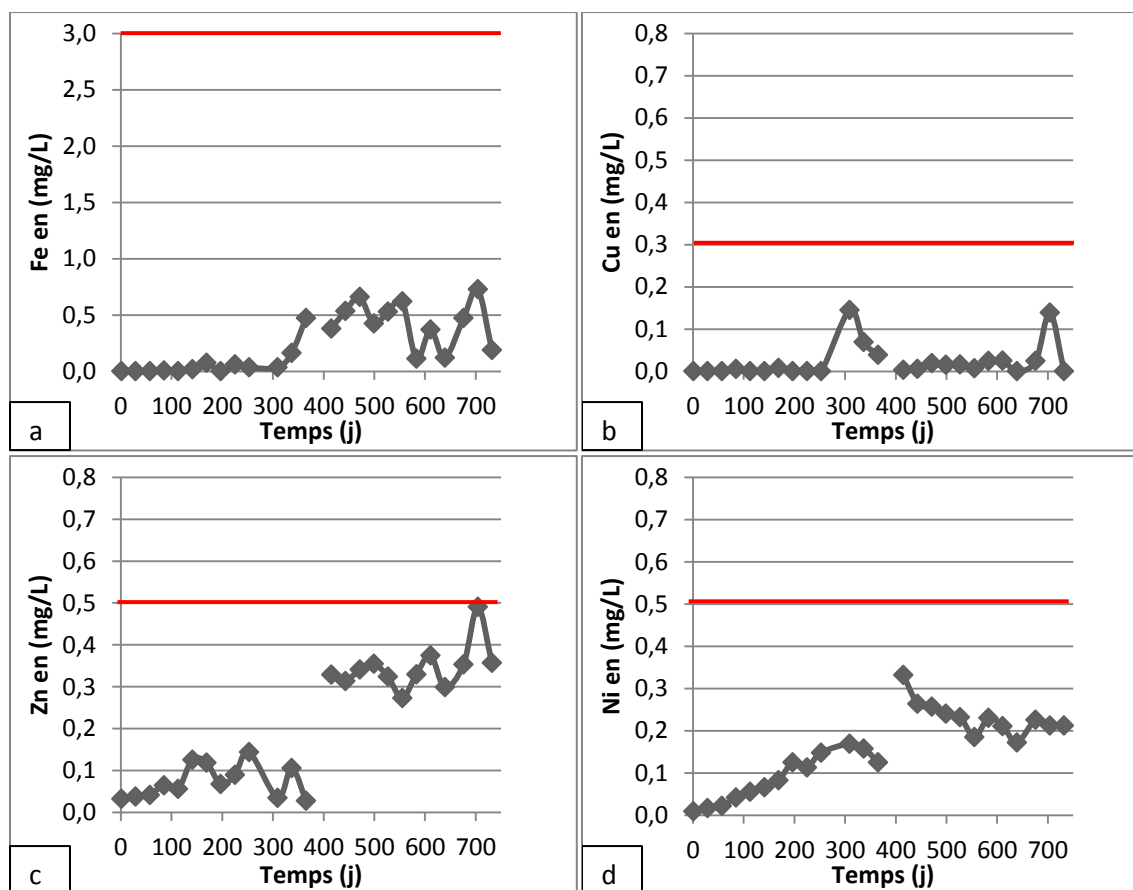 3,0
2,5
2,0
1,5
1,0
0,5
0,0
Fe en (mg/L)
0 100 200 300 400 500 600 700
Temps (j)
a
0,8
0,7
0,6
0,5
0,4
0,3
0,2
0,1
0,0
Cu en (mg/L)
0 100 200 300 400 500 600 700
Temps (j)
b
0,8
0,7
0,6
0,5
0,4
0,3
0,2
0,1
0,0
Zn en (mg/L)
0 100 200 300 400 500 600 700
Temps (j)
c
0,8
0,7
0,6
0,5
0,4
0,3
0,2
0,1
0,0
Ni en (mg/L)
0 100 200 300 400 500 600 700
Temps (j)
d